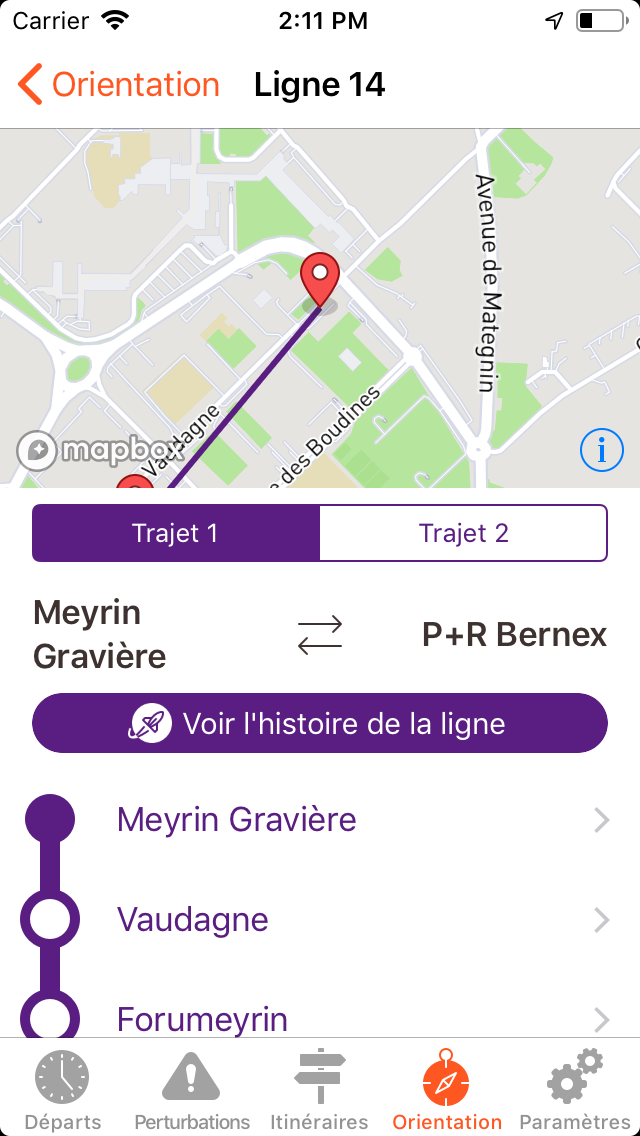 Carrier 2:11 PM
Orientation Ligne 14
Avenue de Mategnin
Vaudagne
e des Boudines
mapbox
i
Trajet 1 Trajet 2
Meyrin
Gravière
P+R Bernex
Voir l'histoire de la ligne
Meyrin Gravière
Vaudagne
Forumeyrin
Départs Perturbations Itinéraires Orientation Paramètres